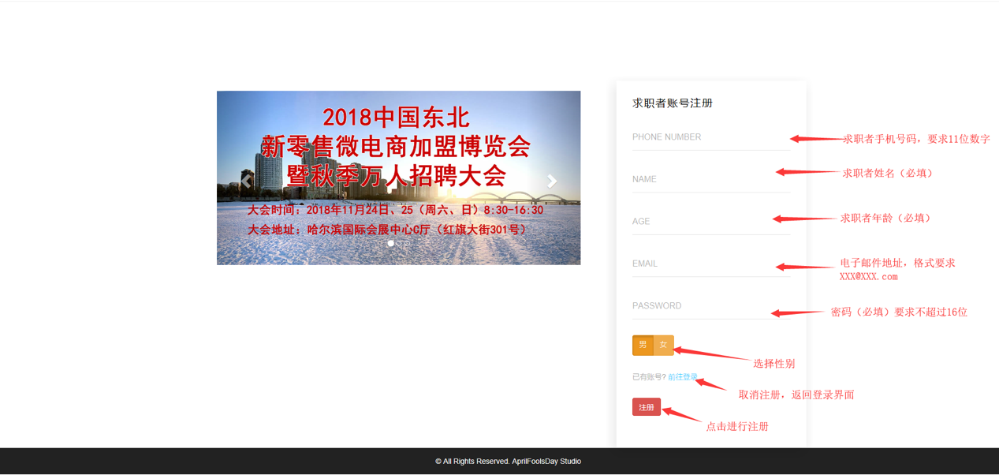 2018中国东北
新零售微电商加盟博览会
暨秋季万人招聘大会
大会时间：2018年11月24日、25（周六、日）8:30-16:30
大会地址：哈尔滨国际会展中心C厅（红旗大街301号）
求职者账号注册
PHONE NUMBER
求职者手机号码，要求11位数字
NAME
求职者姓名（必填）
AGE
求职者年龄（必填）
EMAIL
电子邮件地址，格式要求
XXX@XXX.com
PASSWORD
密码（必填）要求不超过16位
男 女
选择性别
已有账号? 前往登录
取消注册，返回登录界面
注册
点击进行注册
© All Rights Reserved. AprilFoolsDay Studio